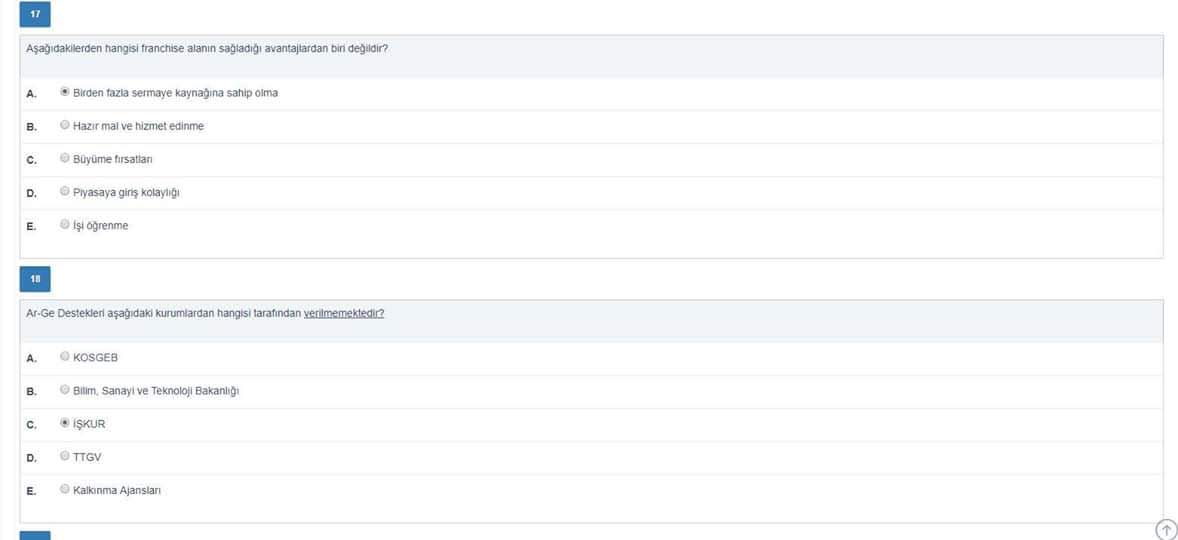 17
Aşağıdakilerden hangisi franchise alanın sağladığı avantajlardan biri değildir?
A. Birden fazla sermaye kaynağına sahip olma
B. Hazır mal ve hizmet edinme
C. Büyüme fırsatları
D. Piyasaya giriş kolaylığı
E. İşi öğrenme
18
Ar-Ge Destekleri aşağıdaki kurumlardan hangisi tarafından verilmemektedir?
A. KOSGEB
B. Bilim, Sanayi ve Teknoloji Bakanlığı
C. İŞKUR
D. TTGV
E. Kalkınma Ajansları